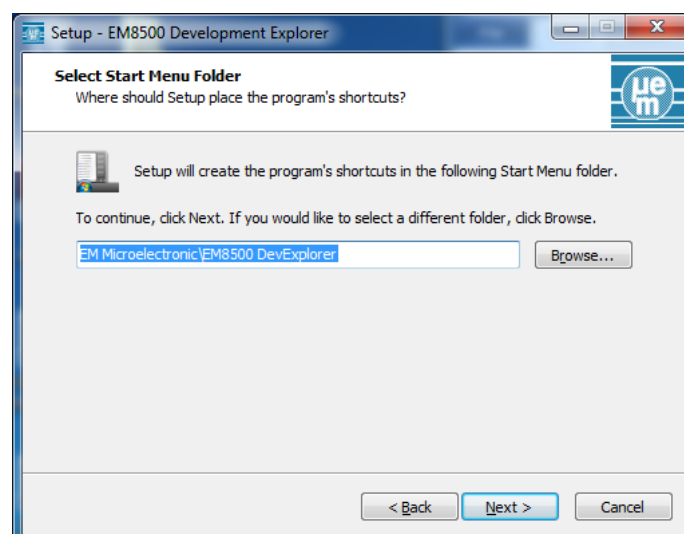 Setup - EM8500 Development Explorer
Select Start Menu Folder
Where should Setup place the program's shortcuts?
μe
m
Setup will create the program's shortcuts in the following Start Menu folder.
To continue, click Next. If you would like to select a different folder, click Browse.
EM Microelectronic\EM8500 DevExplorer
Browse...
< Back
Next >
Cancel